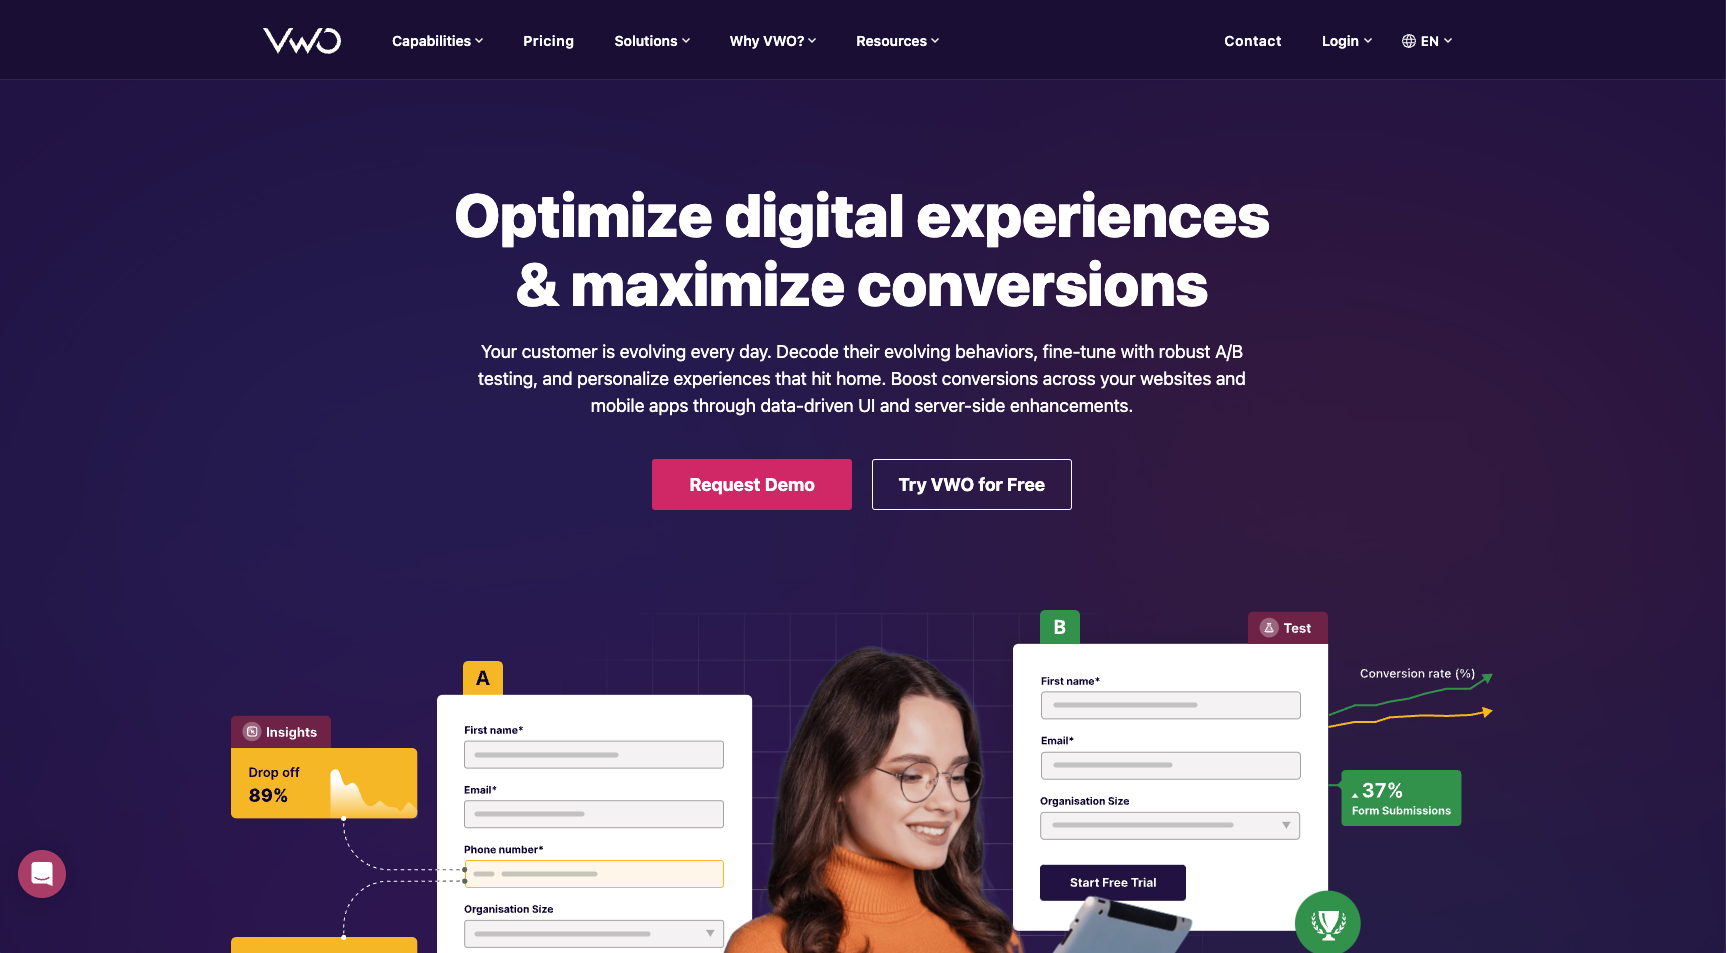 VWO
Capabilities
Pricing
Solutions
Why VWO?
Resources
Contact
Login
EN
Optimize digital experiences
& maximize conversions
Your customer is evolving every day. Decode their evolving behaviors, fine-tune with robust A/B
testing, and personalize experiences that hit home. Boost conversions across your websites and
mobile apps through data-driven UI and server-side enhancements.
Request Demo
Try VWO for Free
Insights
Drop off
89%
A
First name*
Email*
Phone number*
Organisation Size
B
Test
First name*
Email*
Organisation Size
Start Free Trial
Conversion rate (%)
37%
Form Submissions